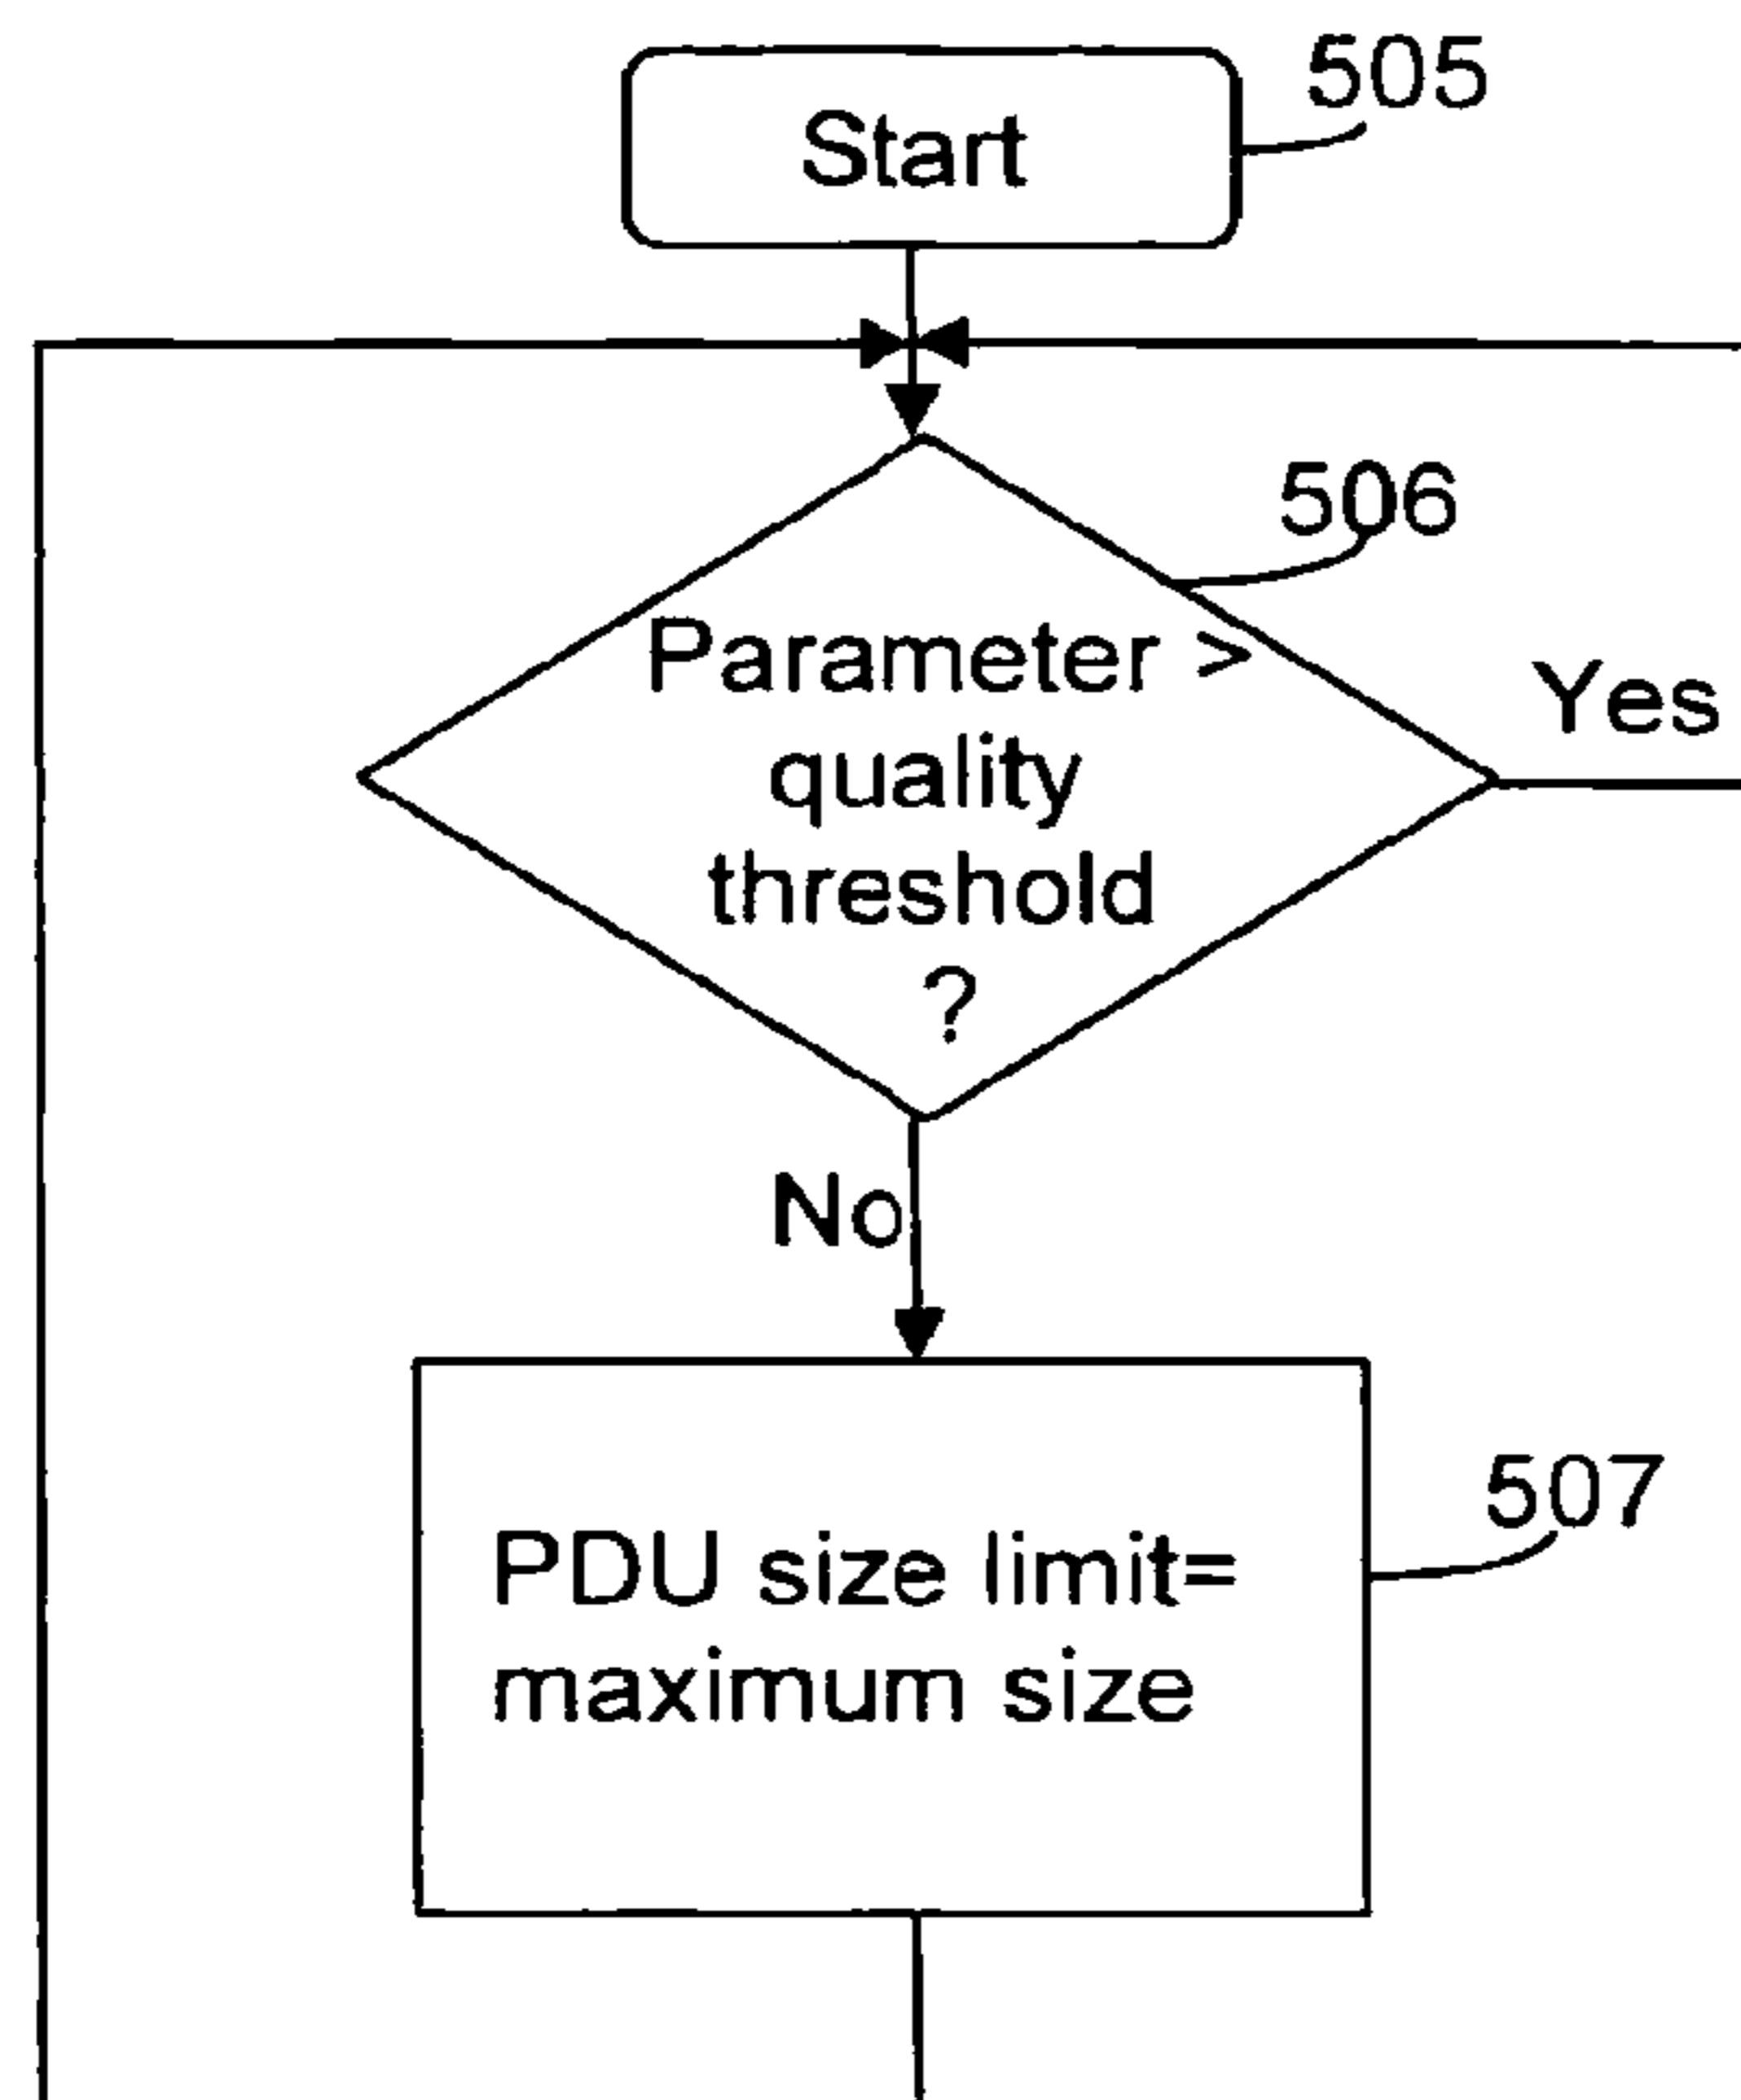 505
Start
506
Parameter >
quality
threshold
?
Yes
No
507
PDU size limit=
maximum size